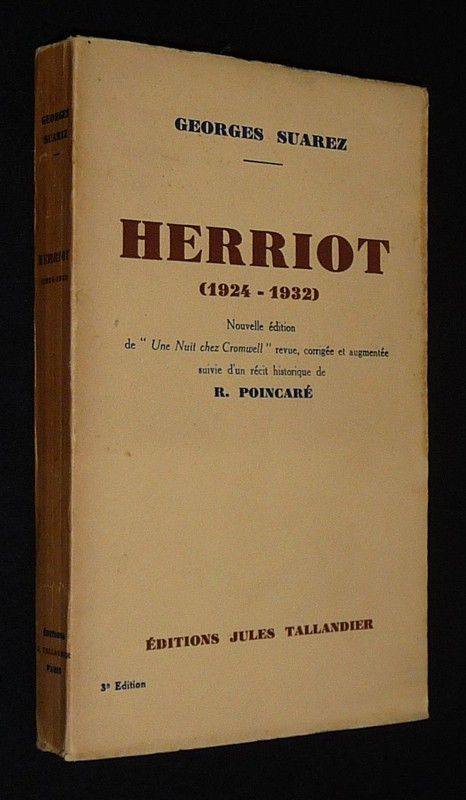 GEORGES SUAREZ
HERRIOT
(1924 - 1932)
Nouvelle édition
de " Une Nuit chez Cromwell " revue, corrigée et augmentée
suivie d'un récit historique de
R. POINCARÉ
ÉDITIONS JULES TALLANDIER
3e Edition
GEORGES
SUAREZ
HERRIOT
(1924-1932)
ÉDITIONS
J. TALLANDIER
PARIS